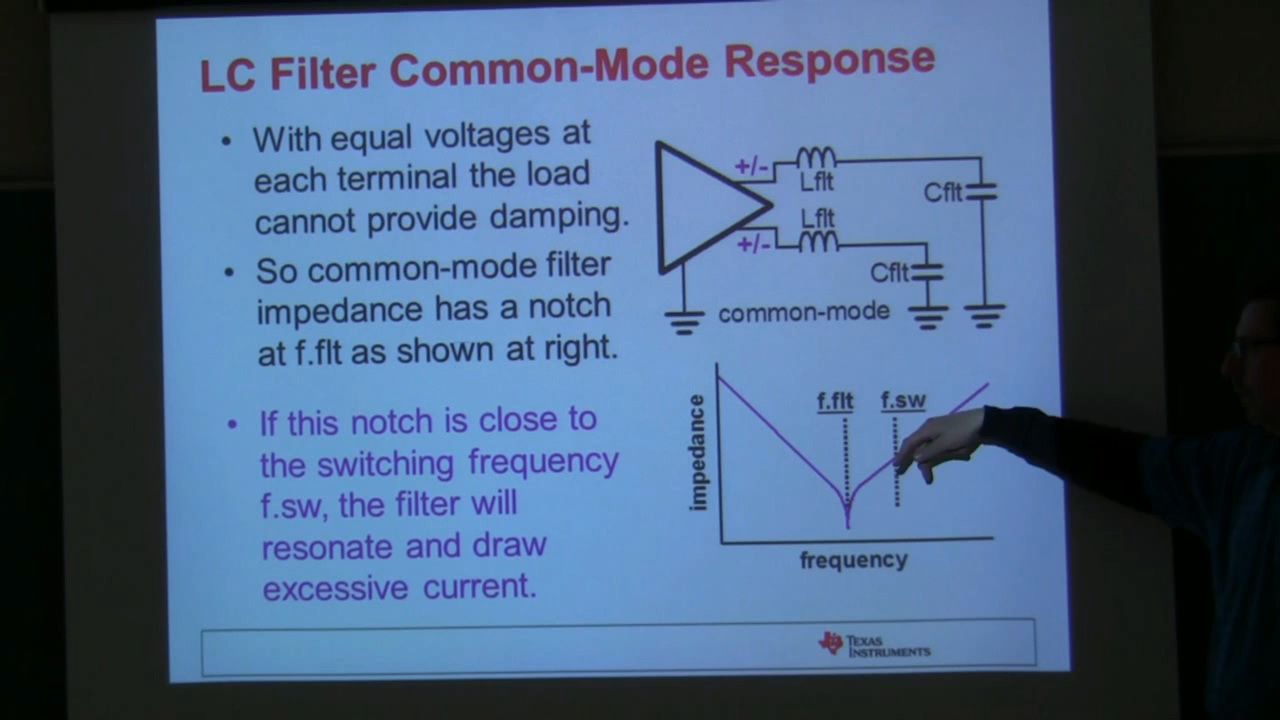 LC Filter Common-Mode Response
• With equal voltages at
each terminal the load
cannot provide damping.
• So common-mode filter
impedance has a notch
at f.flt as shown at right.
• If this notch is close to
the switching frequency
f.sw, the filter will
resonate and draw
excessive current.
+/-
Lflt
Cflt
Lflt
+/-
Cflt
common-mode
impedance
f.flt
f.sw
frequency
TEXAS
INSTRUMENTS